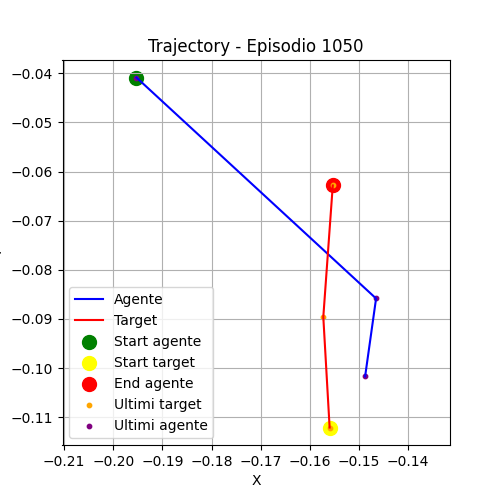 Trajectory - Episodio 1050
−0.04
−0.05
−0.06
−0.07
−0.08
−0.09
−0.10
−0.11
Agente
Target
Start agente
Start target
End agente
Ultimi target
Ultimi agente
−0.21 −0.20 −0.19 −0.18 −0.17 −0.16 −0.15 −0.14
X